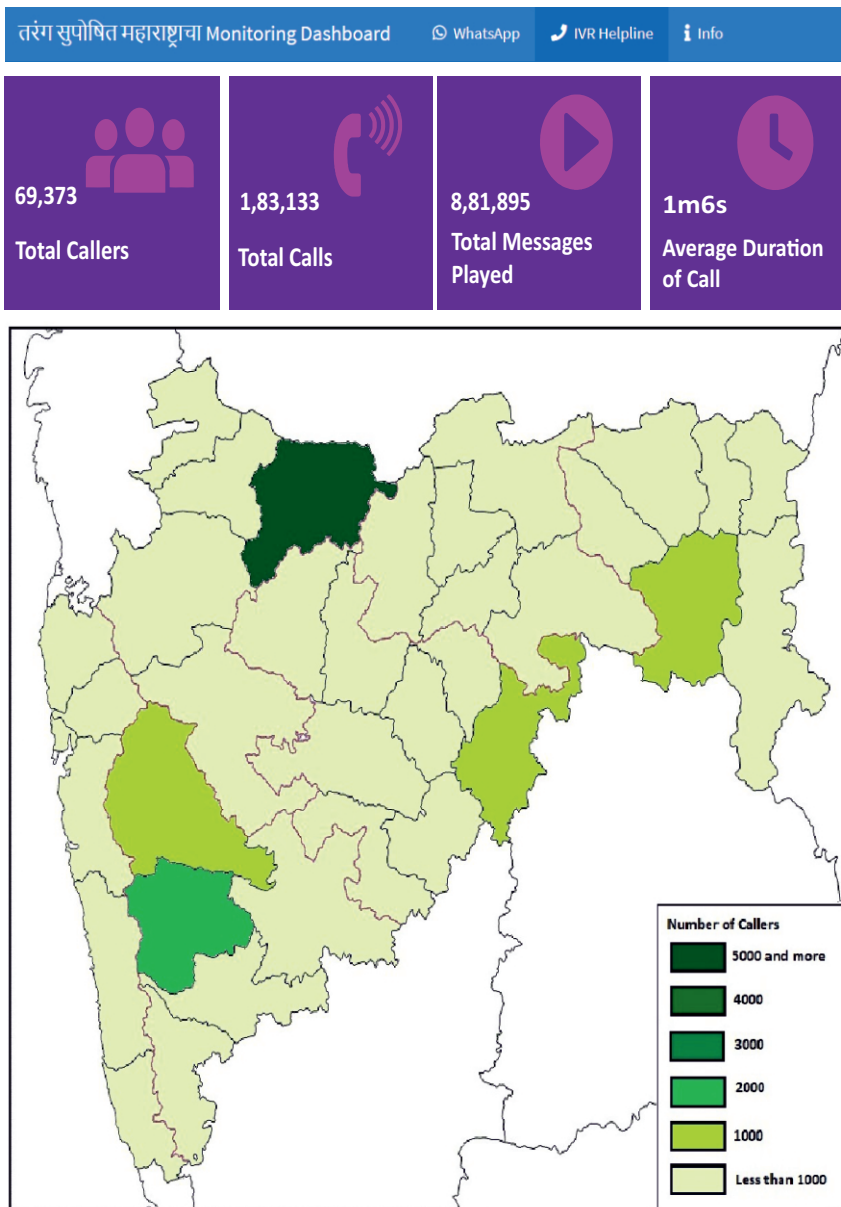 तरंग सुपोषित महाराष्ट्राचा Monitoring Dashboard
WhatsApp
IVR Helpline
Info
69,373
Total Callers
1,83,133
Total Calls
8,81,895
Total Messages
Played
1m6s
Average Duration
of Call
Number of Callers
5000 and more
4000
3000
2000
1000
Less than 1000